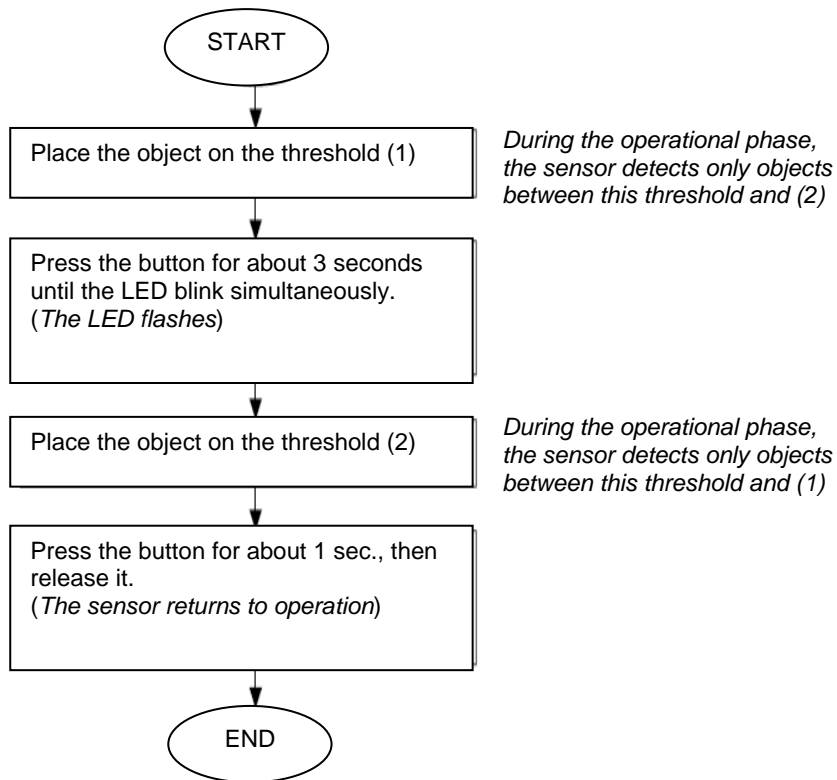 START
Place the object on the threshold (1)
During the operational phase,
the sensor detects only objects
between this threshold and (2)
Press the button for about 3 seconds
until the LED blink simultaneously.
(The LED flashes)
Place the object on the threshold (2)
During the operational phase,
the sensor detects only objects
between this threshold and (1)
Press the button for about 1 sec., then
release it.
(The sensor returns to operation)
END